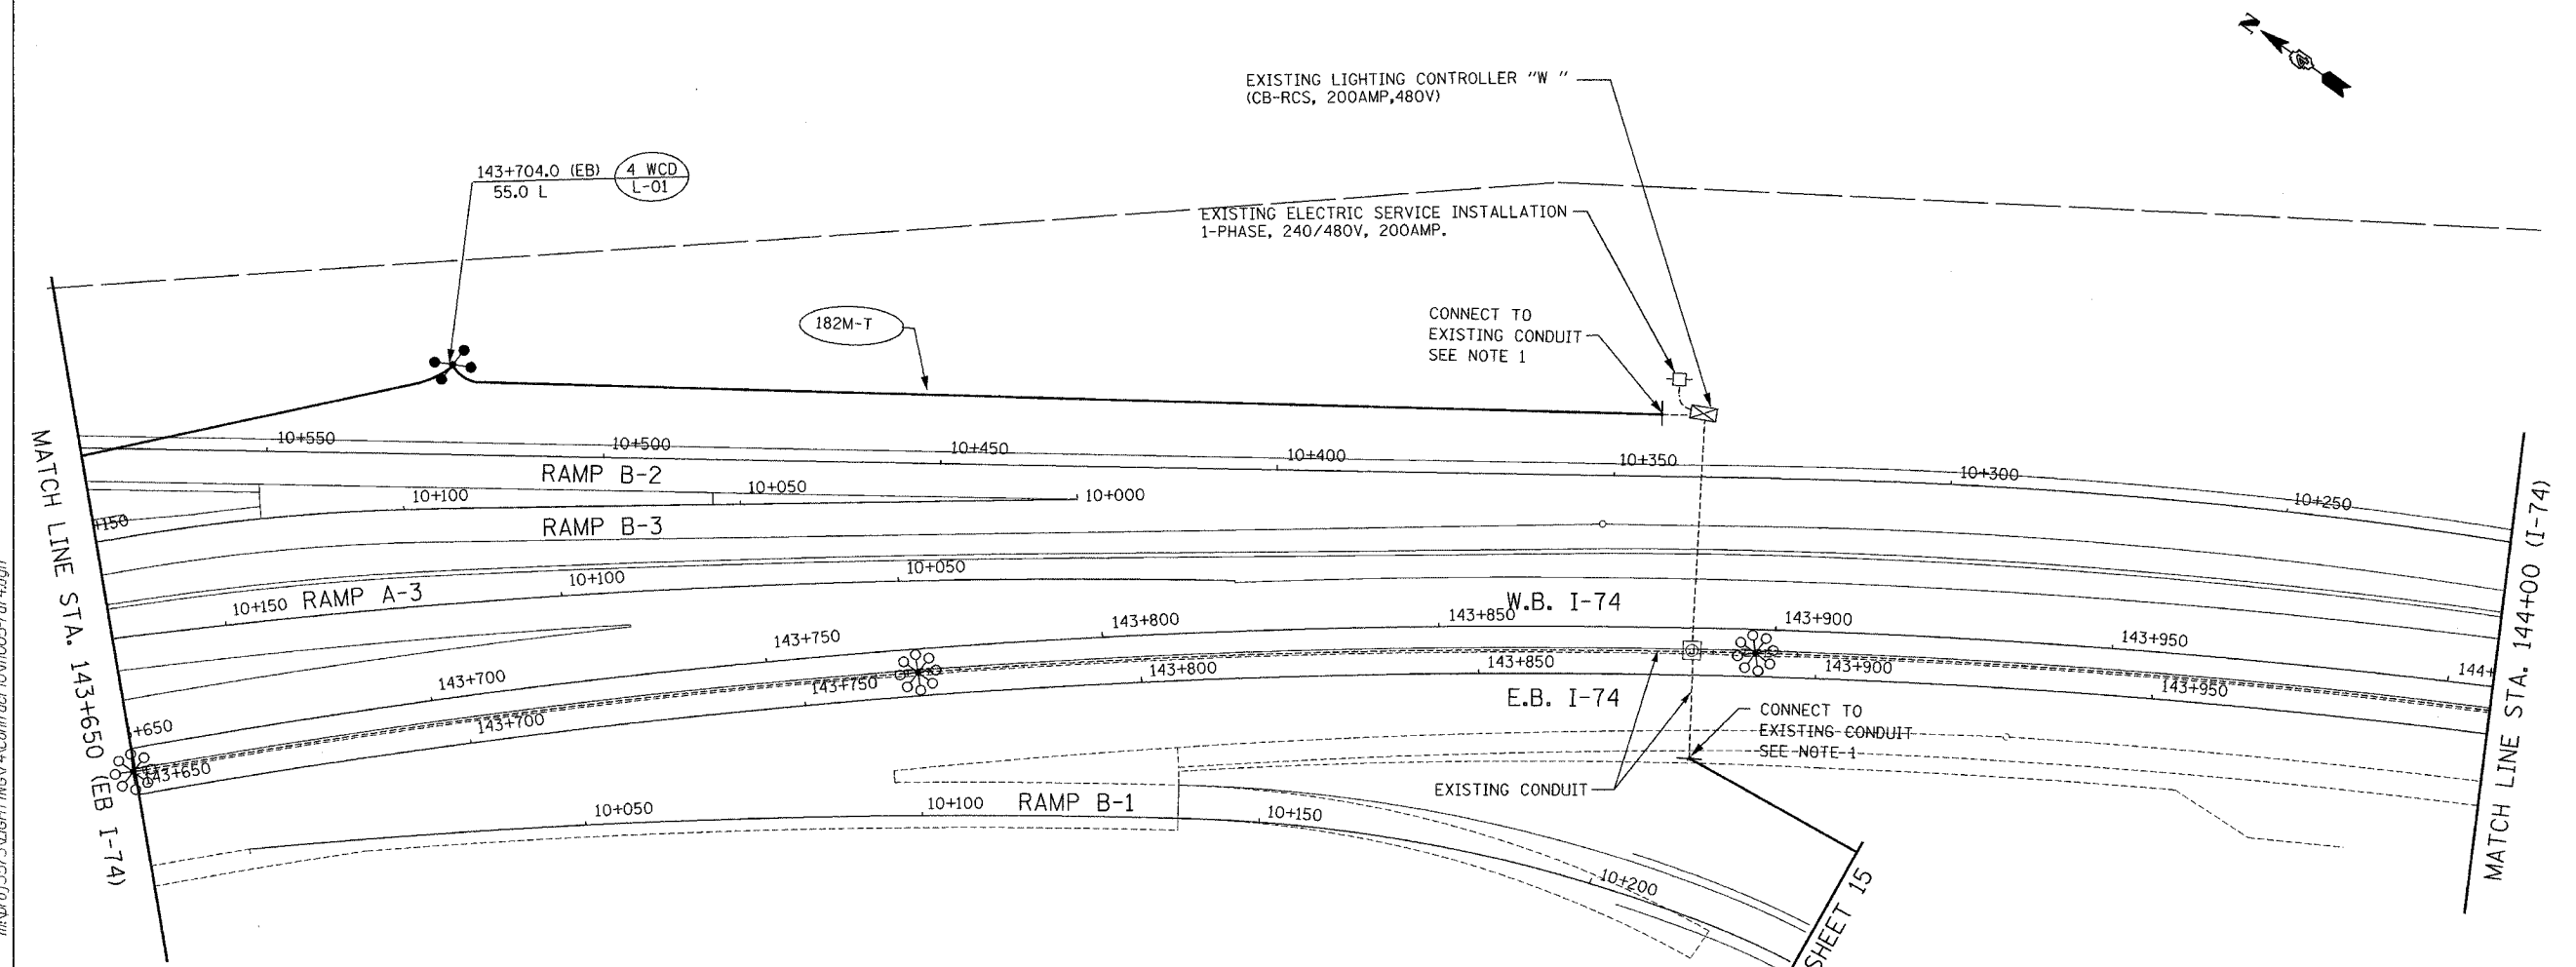 N
EXISTING LIGHTING CONTROLLER "W "
(CB-RCS, 200AMP,480V)
143+704.0 (EB)
55.0 L
4 WCD
L-01
EXISTING ELECTRIC SERVICE INSTALLATION
1-PHASE, 240/480V, 200AMP.
182M-T
CONNECT TO
EXISTING CONDUIT
SEE NOTE 1
10+550
10+500
10+450
10+400
10+350
10+300
10+250
RAMP B-2
10+100
10+050
10+000
+150
RAMP B-3
10+150
RAMP A-3
10+100
10+050
W.B. I-74
+650
143+700
143+750
143+800
143+850
143+900
143+950
144+
143+650
143+700
143+750
143+800
143+850
143+900
143+950
E.B. I-74
CONNECT TO
EXISTING CONDUIT
SEE NOTE 1
EXISTING CONDUIT
10+050
10+100
RAMP B-1
10+150
10+200
SHEET 15
MATCH LINE STA. 143+650 (EB I-74)
MATCH LINE STA. 144+00 (I-74)